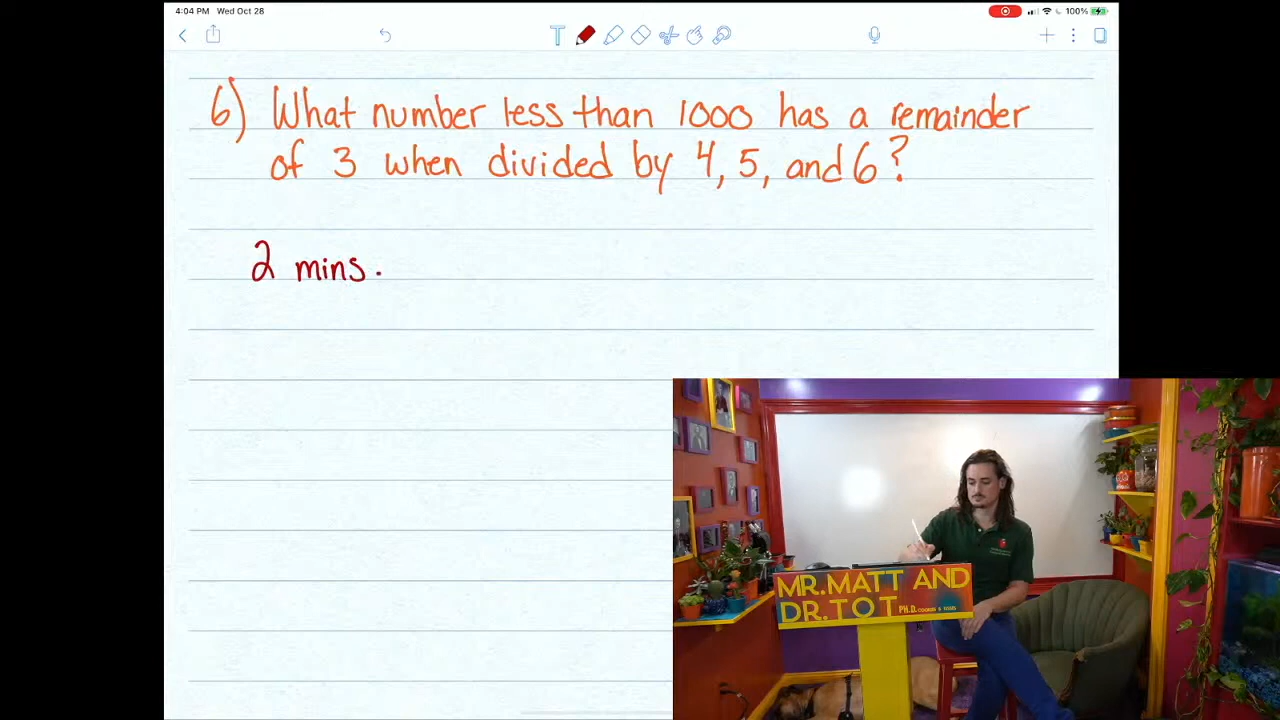 4:04 PM Wed Oct 28
100%
6) What number less than 1000 has a remainder
of 3 when divided by 4, 5, and 6?
2 mins.
MR. MATT AND
DR. TOT PH.D.